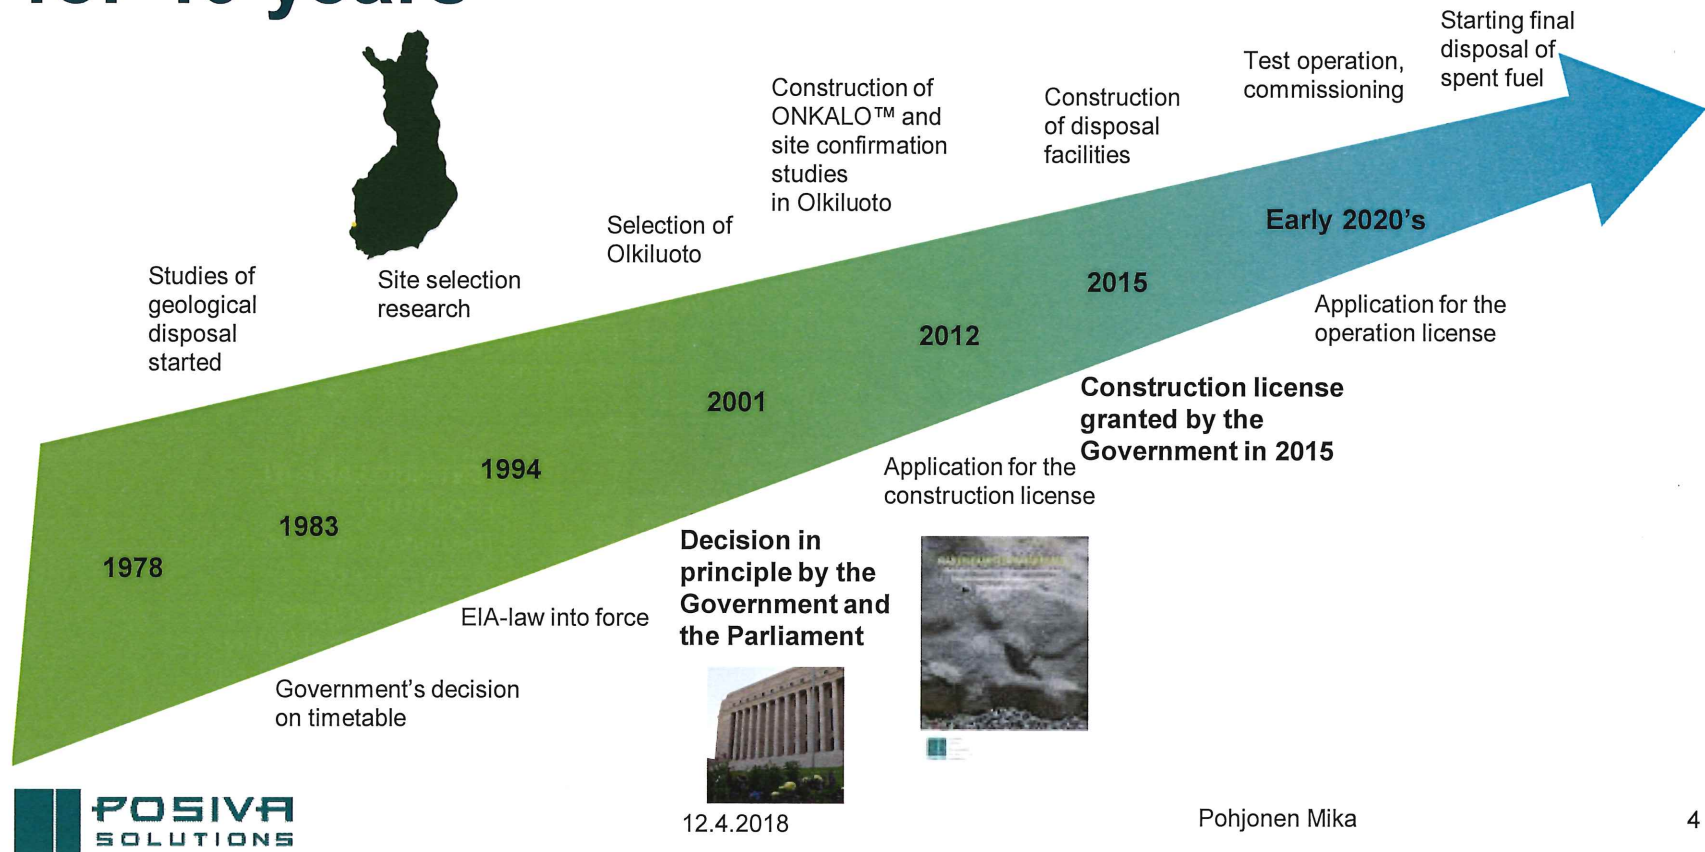 for 40 years
Starting final
disposal of
spent fuel
Test operation,
commissioning
Construction of
ONKALO™ and
site confirmation
studies
in Olkiluoto
Construction
of disposal
facilities
Selection of
Olkiluoto
Studies of
geological
disposal
started
Site selection
research
Early 2020's
2015
2012
2001
1994
1983
1978
Application for the
operation license
Construction license
granted by the
Government in 2015
Application for the
construction license
Decision in
principle by the
Government and
the Parliament
EIA-law into force
Government's decision
on timetable
POSIVA
SOLUTIONS
12.4.2018
Pohjonen Mika
4